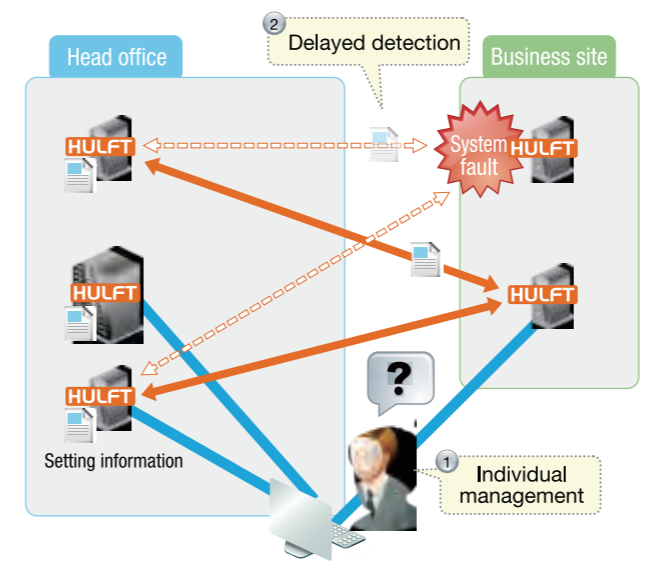 2
Delayed detection
Head office
Business site
HULFT
System
fault
HULFT
HULFT
HULFT
HULFT
?
Setting information
1
Individual
management